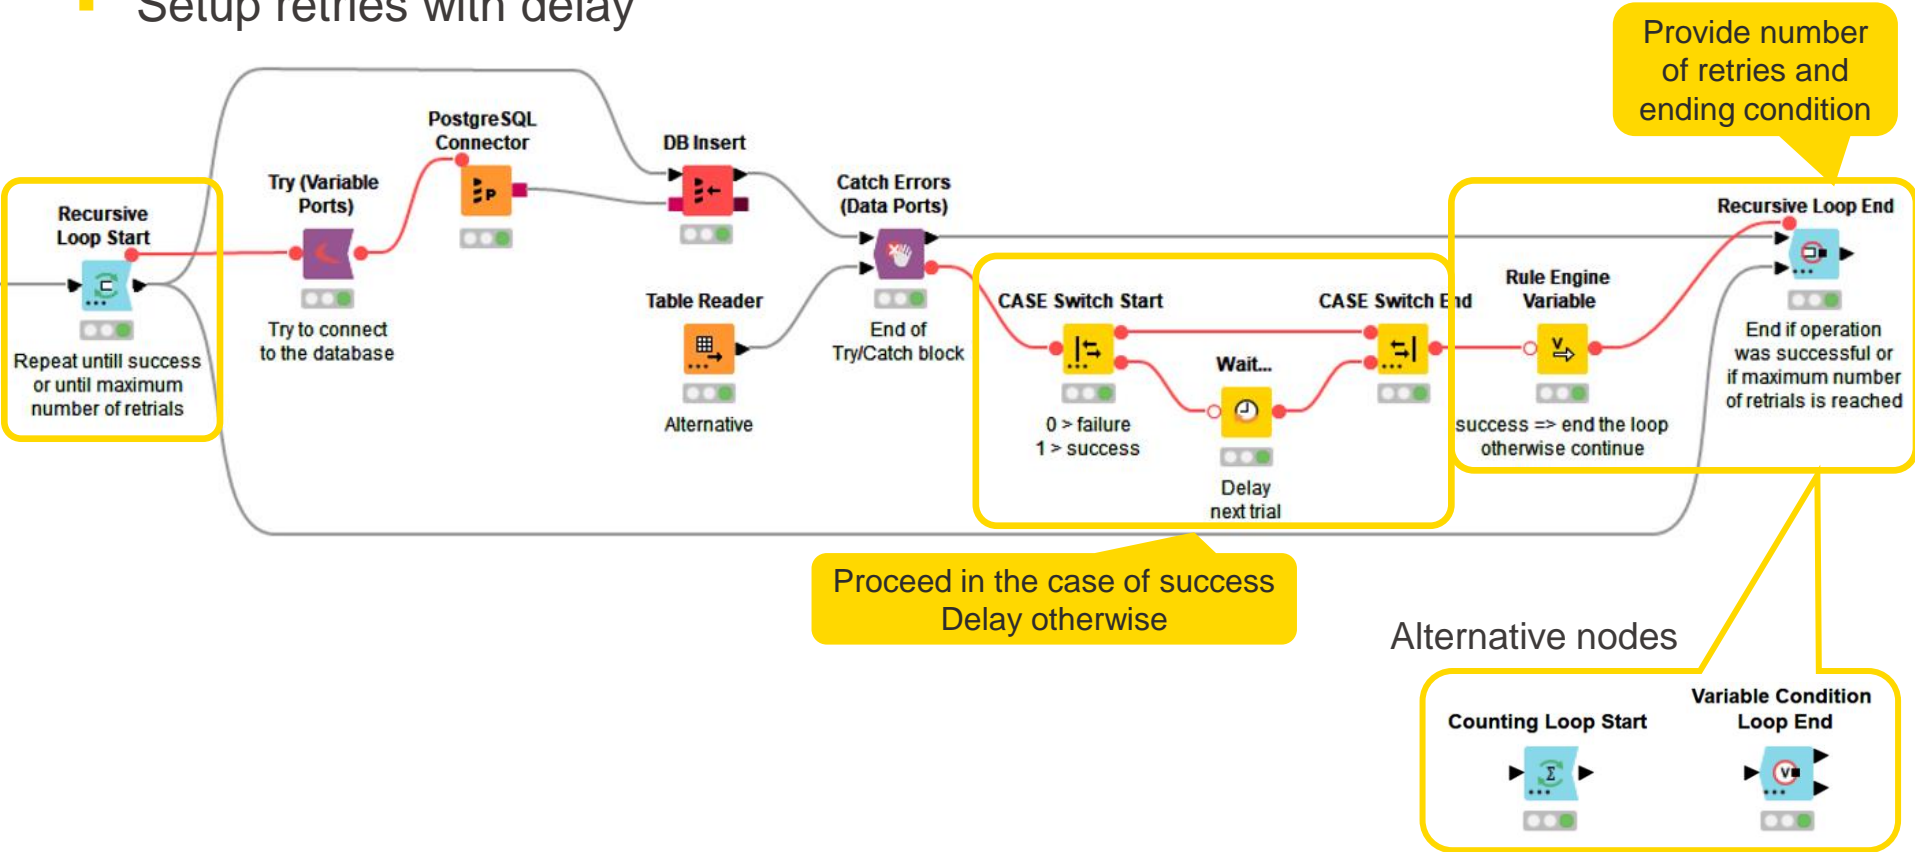 Setup retries with delay
Provide number
of retries and
ending condition
PostgreSQL
Connector
DB Insert
Try (Variable
Ports)
Catch Errors
(Data Ports)
Recursive
Loop Start
Recursive Loop End
Table Reader
CASE Switch Start
CASE Switch End
Rule Engine
Variable
Try to connect
to the database
End of
Try/Catch block
Wait...
End if operation
was successful or
if maximum number
of retrials is reached
Repeat untill success
or until maximum
number of retrials
Alternative
0 > failure
1 > success
success => end the loop
otherwise continue
Delay
next trial
Proceed in the case of success
Delay otherwise
Alternative nodes
Counting Loop Start
Variable Condition
Loop End